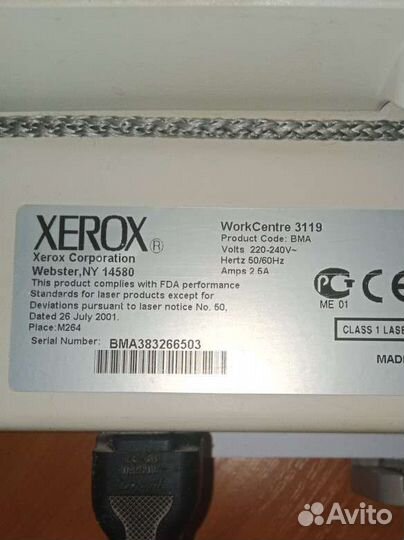 XEROX®
Xerox Corporation
Webster,NY 14580
This product complies with FDA performance
Standards for laser products except for
Deviations pursuant to laser notice No. 50,
Dated 26 July 2001.
Place:M264
Serial Number: BMA383266503
WorkCentre 3119
Product Code: BMA
Volts 220-240V~
Hertz 50/60Hz
Amps 2.5A
ME 01
CE
CLASS 1 LASE
MADE
Avito